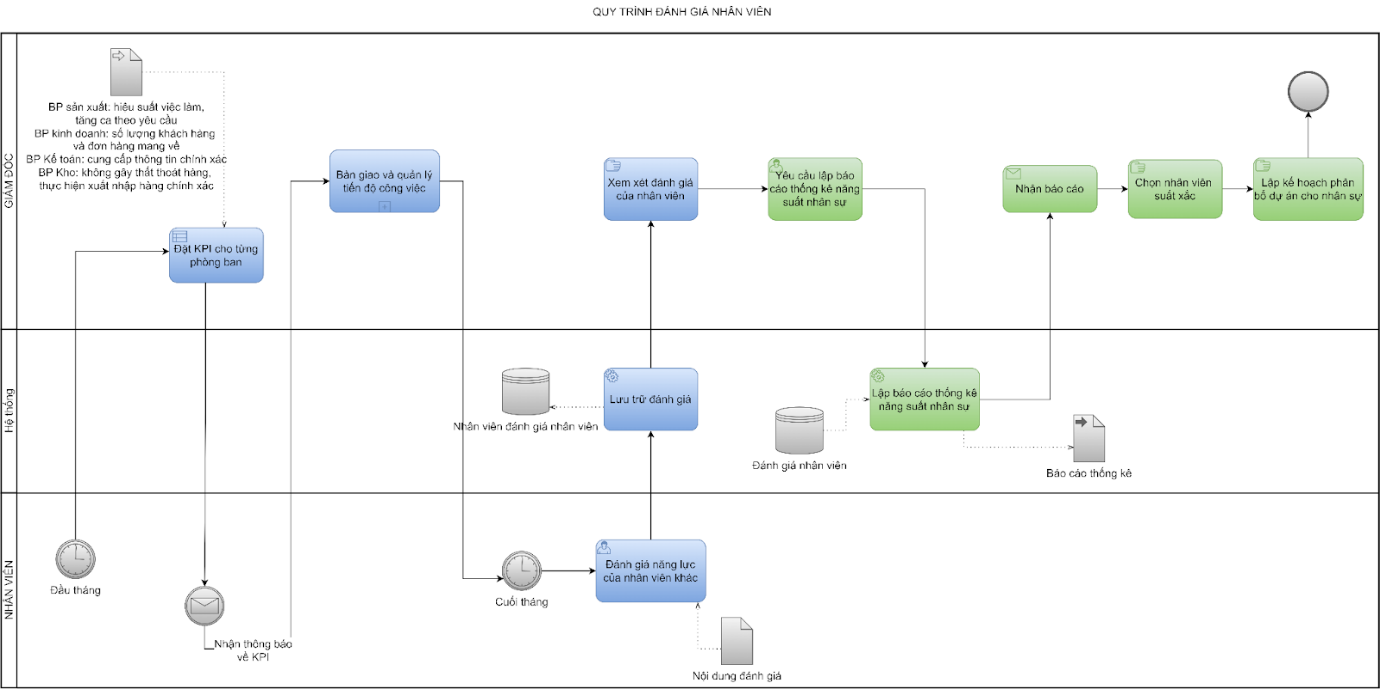 QUY TRÌNH ĐÁNH GIÁ NHÂN VIÊN
GIÁM ĐỐC
BP sản xuất: hiệu suất việc làm,
tăng ca theo yêu cầu
BP kinh doanh: số lượng khách hàng
và đơn hàng mang về
BP Kế toán: cung cấp thông tin chính xác
BP Kho: không gây thất thoát hàng,
thực hiện xuất nhập hàng chính xác
Đặt KPI cho từng
phòng ban
Bàn giao và quản lý
tiến độ công việc
Xem xét đánh giá
của nhân viên
Yêu cầu lập báo
cáo thống kê năng
suất nhân sự
Nhận báo cáo
Chọn nhân viên
suất xắc
Lập kế hoạch phân
bổ dự án cho nhân sự
Hệ thống
Nhân viên đánh giá nhân viên
Lưu trữ đánh giá
Đánh giá nhân viên
Lập báo cáo thống kê
năng suất nhân sự
Báo cáo thống kê
NHÂN VIÊN
Đầu tháng
Nhận thông báo
về KPI
Cuối tháng
Đánh giá năng lực
của nhân viên khác
Nội dung đánh giá